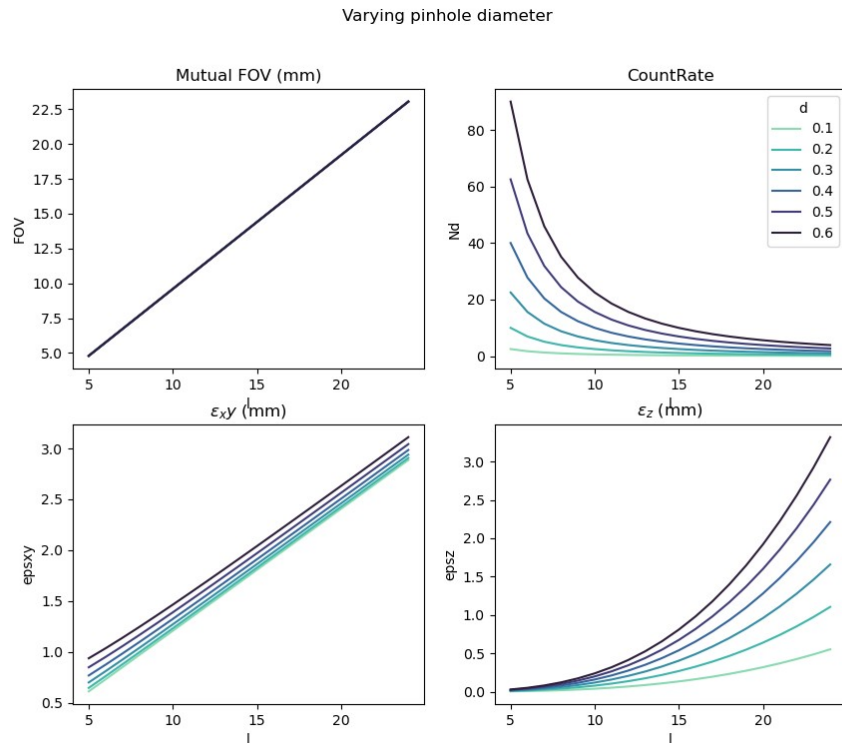 Varying pinhole diameter
Mutual FOV (mm)
22.5
20.0
17.5
15.0
12.5
10.0
7.5
5.0
FOV
5 10 15 20
l
CountRate
80
60
40
20
0
Nd
5 10 15 20
l
d
0.1
0.2
0.3
0.4
0.5
0.6
εₓy (mm)
3.0
2.5
2.0
1.5
1.0
0.5
epsxy
5 10 15 20
l
ε_z (mm)
3.0
2.5
2.0
1.5
1.0
0.5
0.0
epsz
5 10 15 20
l